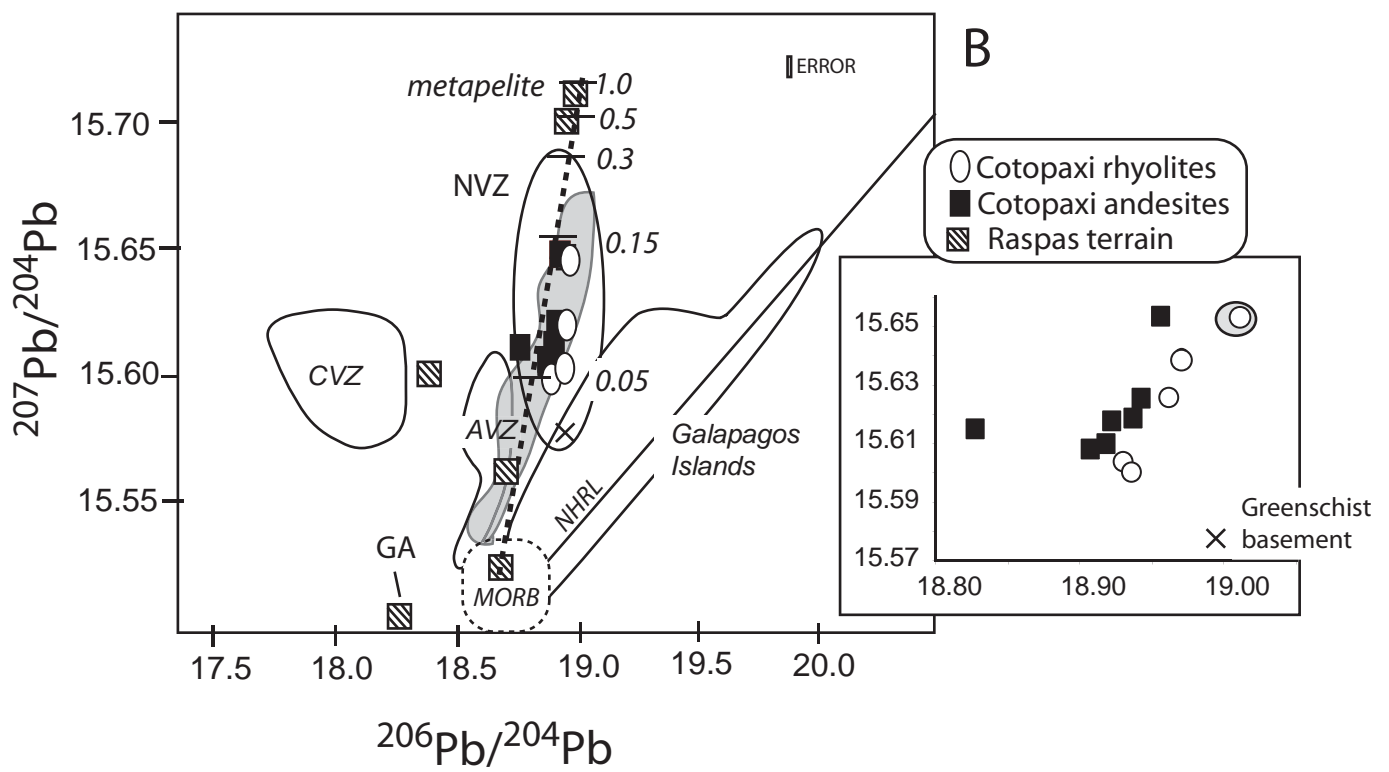 B
ERROR
metapelite
1.0
0.5
0.3
0.15
0.05
15.70
15.65
15.60
15.55
207Pb/204Pb
NVZ
CVZ
AVZ
GA
MORB
NHRL
Galapagos
Islands
17.5 18.0 18.5 19.0 19.5 20.0
206Pb/204Pb
Cotopaxi rhyolites
Cotopaxi andesites
Raspas terrain
15.65
15.63
15.61
15.59
15.57
Greenschist
basement
18.80 18.90 19.00